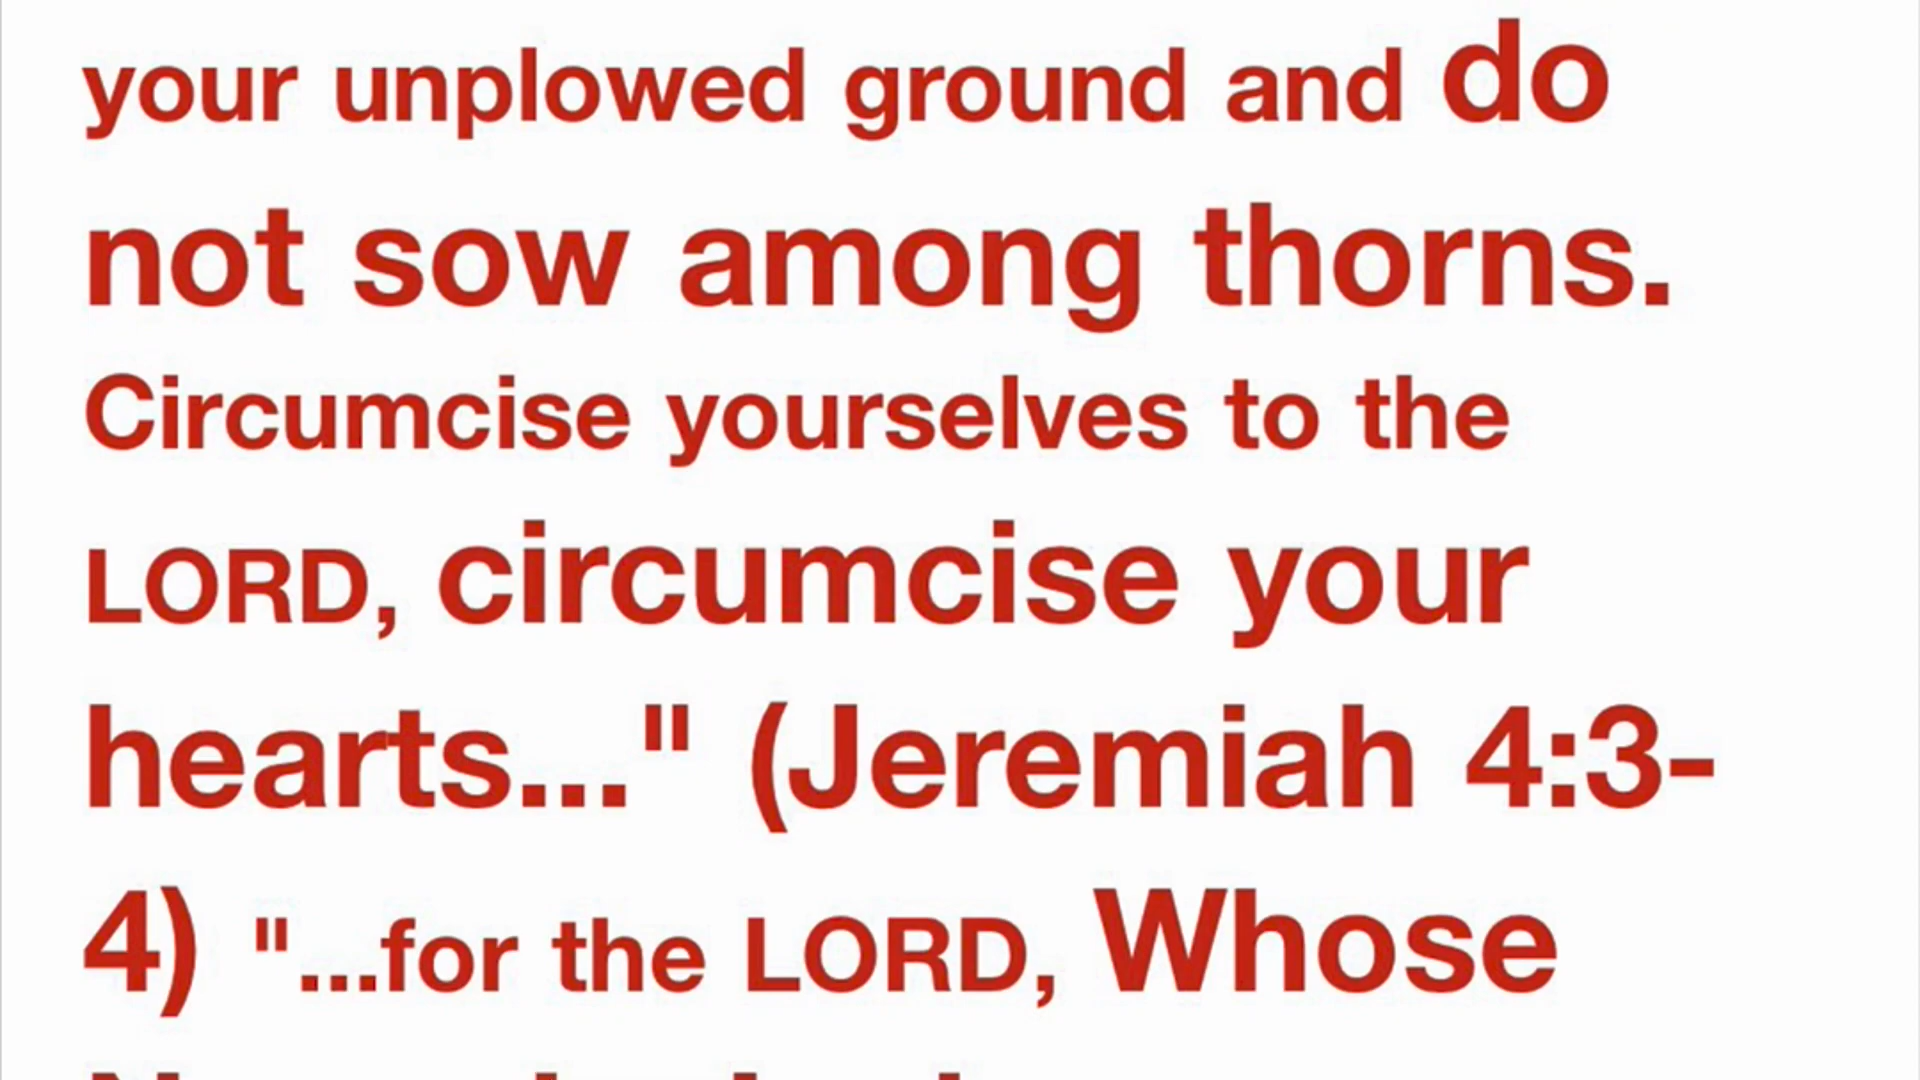 your unplowed ground and do
not sow among thorns.
Circumcise yourselves to the
LORD, circumcise your
hearts..." (Jeremiah 4:3-
4) "...for the LORD, Whose